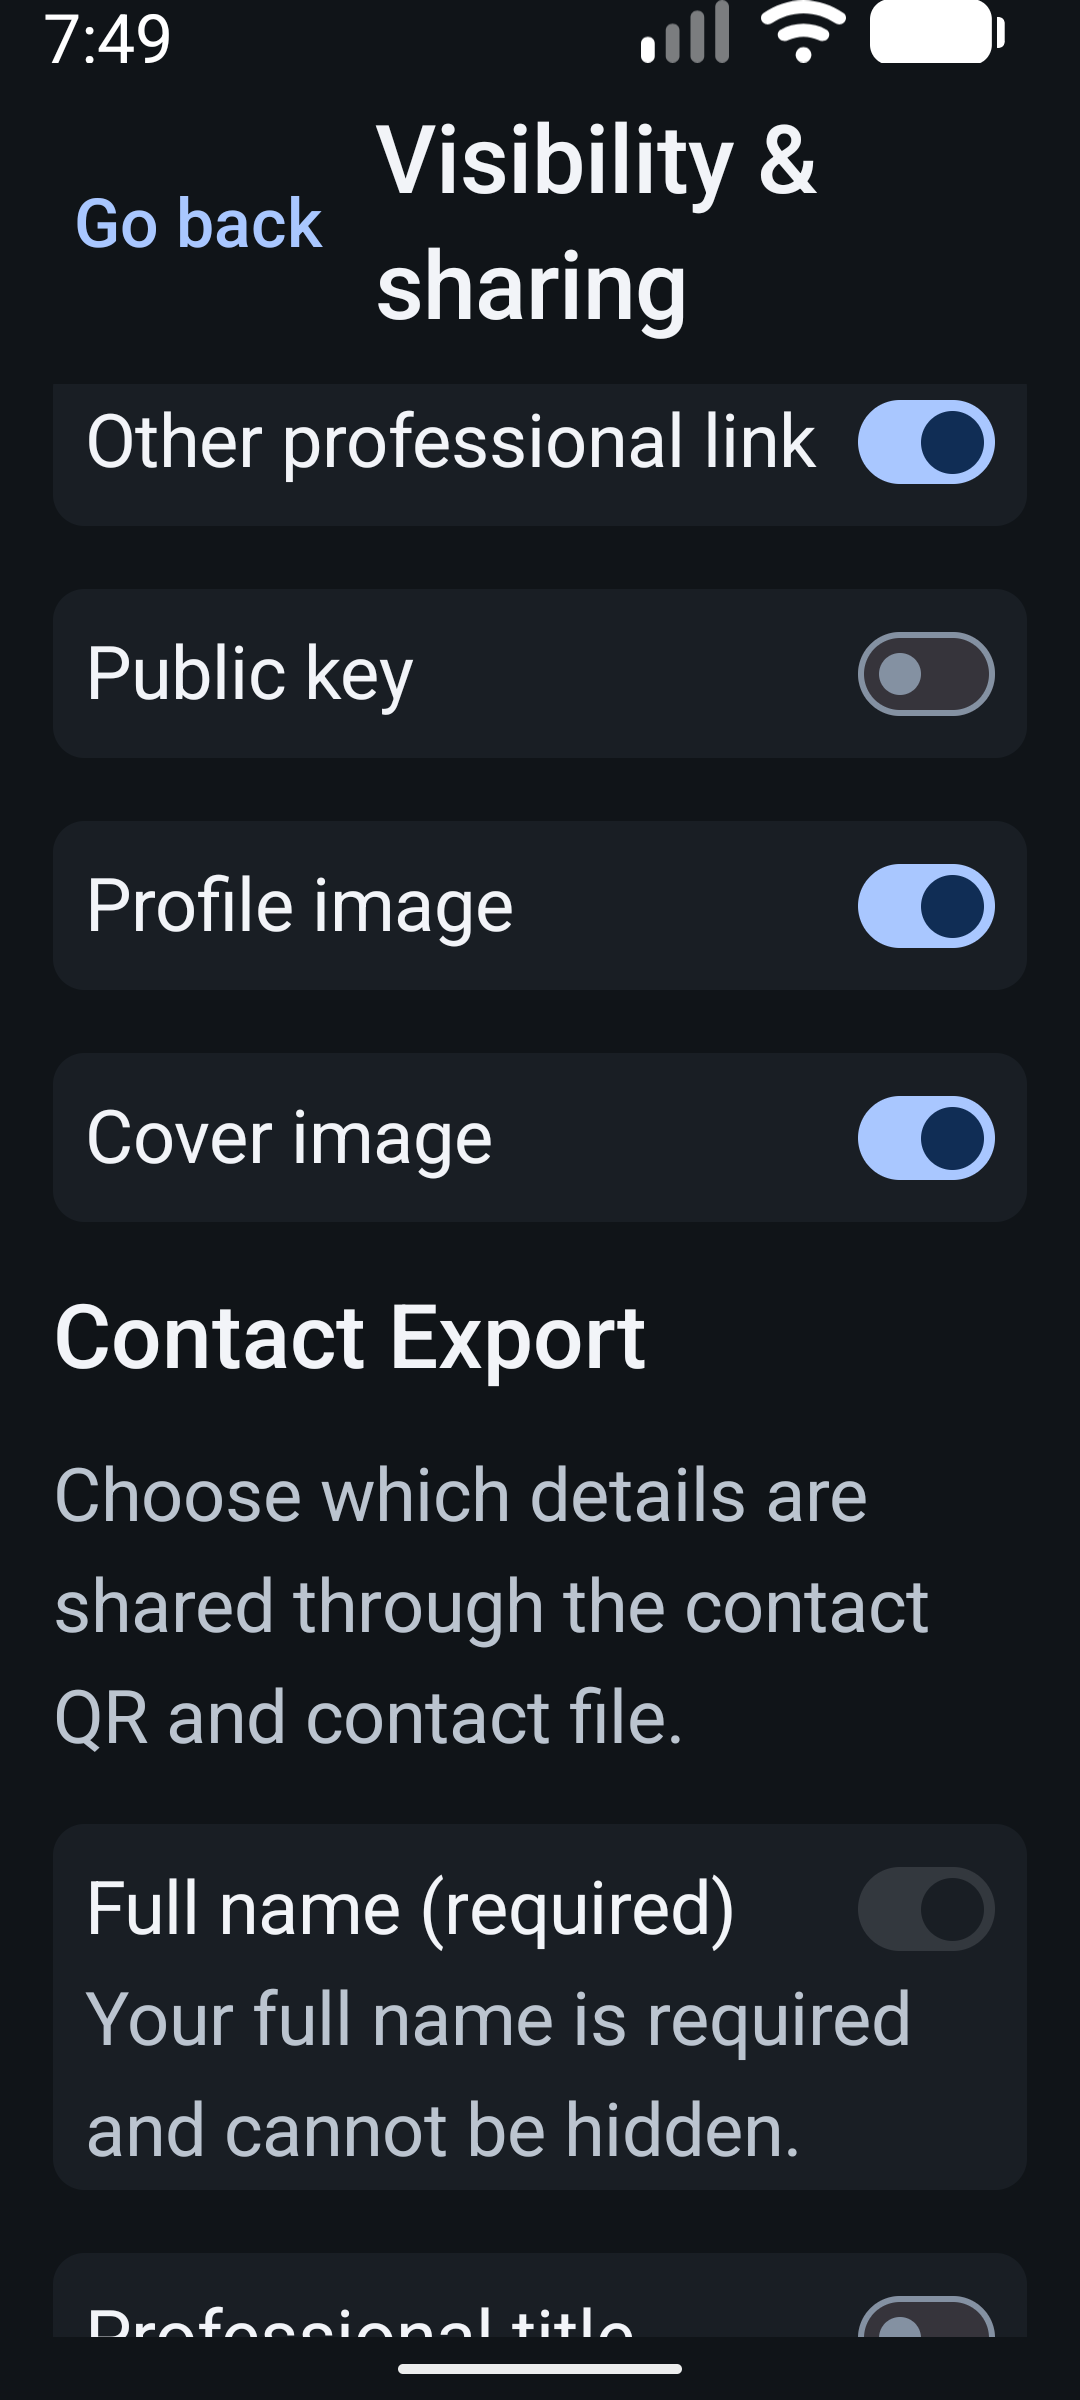 7:49
Go back
Visibility &
sharing
Other professional link
Public key
Profile image
Cover image
Contact Export
Choose which details are
shared through the contact
QR and contact file.
Full name (required)
Your full name is required
and cannot be hidden.
Professional title